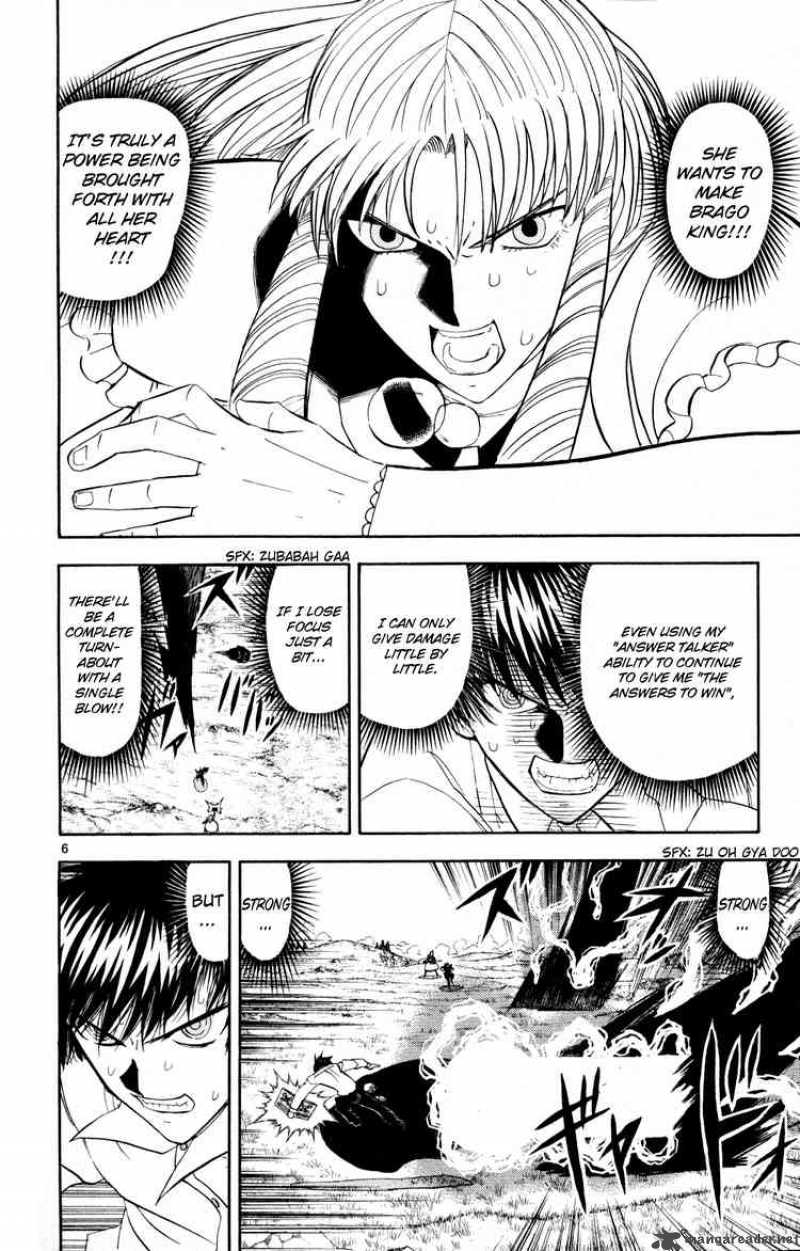 SHE
WANTS TO
MAKE
BRAGO
KING!!!
IT'S TRULY A
POWER BEING
BROUGHT
FORTH WITH
ALL HER
HEART
!!!
EVEN USING MY
"ANSWER TALKER"
ABILITY TO CONTINUE
TO GIVE ME "THE
ANSWERS TO WIN",
I CAN ONLY
GIVE DAMAGE
LITTLE BY
LITTLE.
SFX: ZUBABAH GAA
IF I LOSE
FOCUS
JUST A
BIT...
THERE'LL
BE A
COMPLETE
TURN-
ABOUT
WITH A
SINGLE
BLOW!!
6
SFX: ZU OH GYA DOO
STRONG
...
STRONG
...
BUT
...
mangareader.net